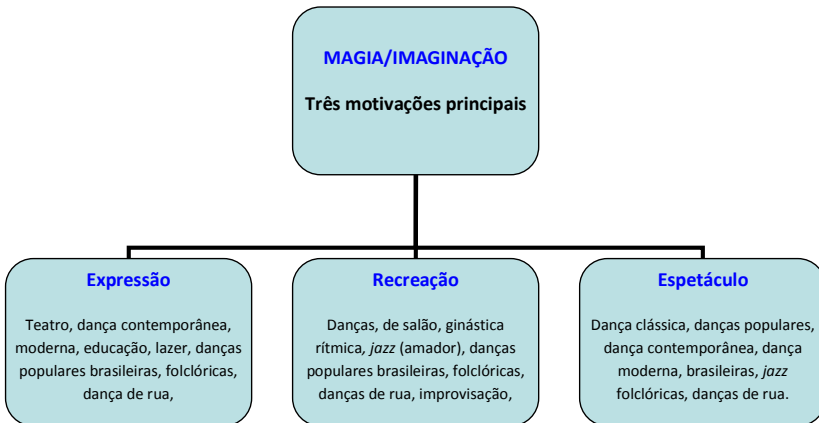 MAGIA/IMAGINAÇÃO
Três motivações principais
Expressão
Teatro, dança contemporânea,
moderna, educação, lazer, danças
populares brasileiras, folclóricas,
dança de rua,
Recreação
Danças, de salão, ginástica
rítmica, jazz (amador), danças
populares brasileiras, folclóricas,
danças de rua, improvisação,
Espetáculo
Dança clássica, danças populares,
dança contemporânea, dança
moderna, brasileiras, jazz
folclóricas, danças de rua.